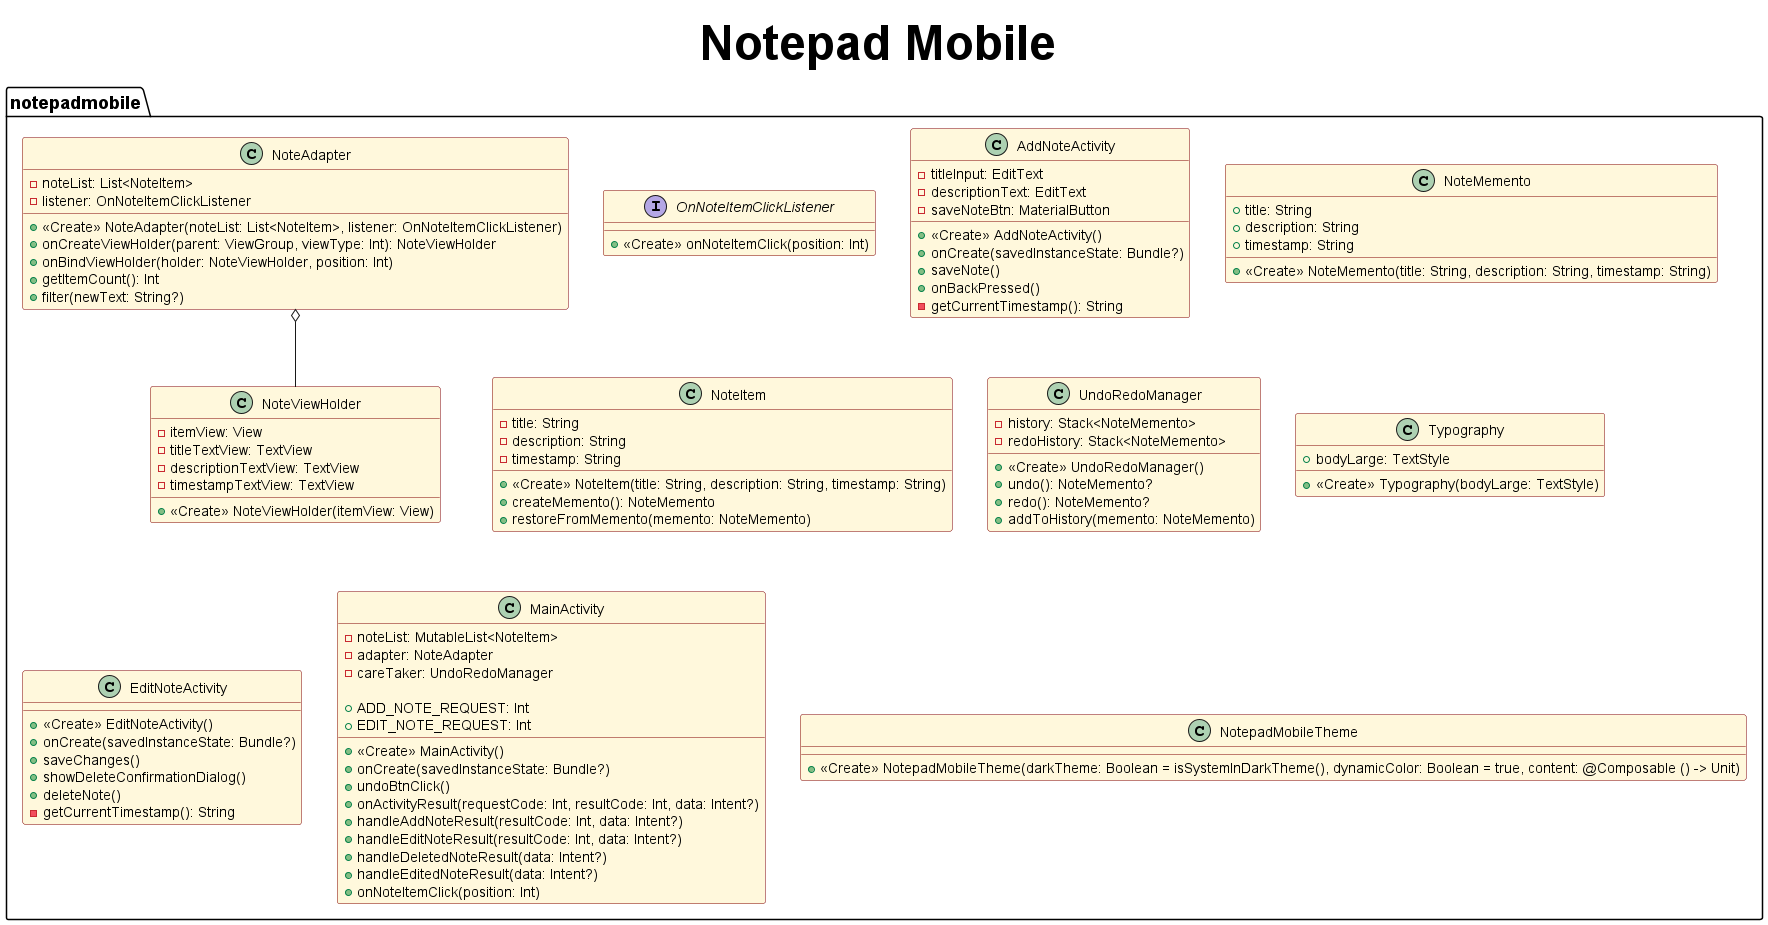 Notepad Mobile
notepadmobile
C NoteAdapter
noteList: List<NoteItem>
listener: OnNoteItemClickListener
«Create» NoteAdapter(noteList: List<NoteItem>, listener: OnNoteItemClickListener)
onCreateViewHolder(parent: ViewGroup, viewType: Int): NoteViewHolder
onBindViewHolder(holder: NoteViewHolder, position: Int)
getItemCount(): Int
filter(newText: String?)
I OnNoteItemClickListener
«Create» onNoteItemClick(position: Int)
C AddNoteActivity
titleInput: EditText
descriptionText: EditText
saveNoteBtn: MaterialButton
«Create» AddNoteActivity()
onCreate(savedInstanceState: Bundle?)
saveNote()
onBackPressed()
getCurrentTimestamp(): String
C NoteMemento
title: String
description: String
timestamp: String
«Create» NoteMemento(title: String, description: String, timestamp: String)
C NoteViewHolder
itemView: View
titleTextView: TextView
descriptionTextView: TextView
timestampTextView: TextView
«Create» NoteViewHolder(itemView: View)
C NoteItem
title: String
description: String
timestamp: String
«Create» NoteItem(title: String, description: String, timestamp: String)
createMemento(): NoteMemento
restoreFromMemento(memento: NoteMemento)
C UndoRedoManager
history: Stack<NoteMemento>
redoHistory: Stack<NoteMemento>
«Create» UndoRedoManager()
undo(): NoteMemento?
redo(): NoteMemento?
addToHistory(memento: NoteMemento)
C Typography
bodyLarge: TextStyle
«Create» Typography(bodyLarge: TextStyle)
C EditNoteActivity
«Create» EditNoteActivity()
onCreate(savedInstanceState: Bundle?)
saveChanges()
showDeleteConfirmationDialog()
deleteNote()
getCurrentTimestamp(): String
C MainActivity
noteList: MutableList<NoteItem>
adapter: NoteAdapter
careTaker: UndoRedoManager
ADD_NOTE_REQUEST: Int
EDIT_NOTE_REQUEST: Int
«Create» MainActivity()
onCreate(savedInstanceState: Bundle?)
undoBtnClick()
onActivityResult(requestCode: Int, resultCode: Int, data: Intent?)
handleAddNoteResult(resultCode: Int, data: Intent?)
handleEditNoteResult(resultCode: Int, data: Intent?)
handleDeletedNoteResult(data: Intent?)
handleEditedNoteResult(data: Intent?)
onNoteItemClick(position: Int)
C NotepadMobileTheme
«Create» NotepadMobileTheme(darkTheme: Boolean = isSystemInDarkTheme(), dynamicColor: Boolean = true, content: @Composable () -> Unit)